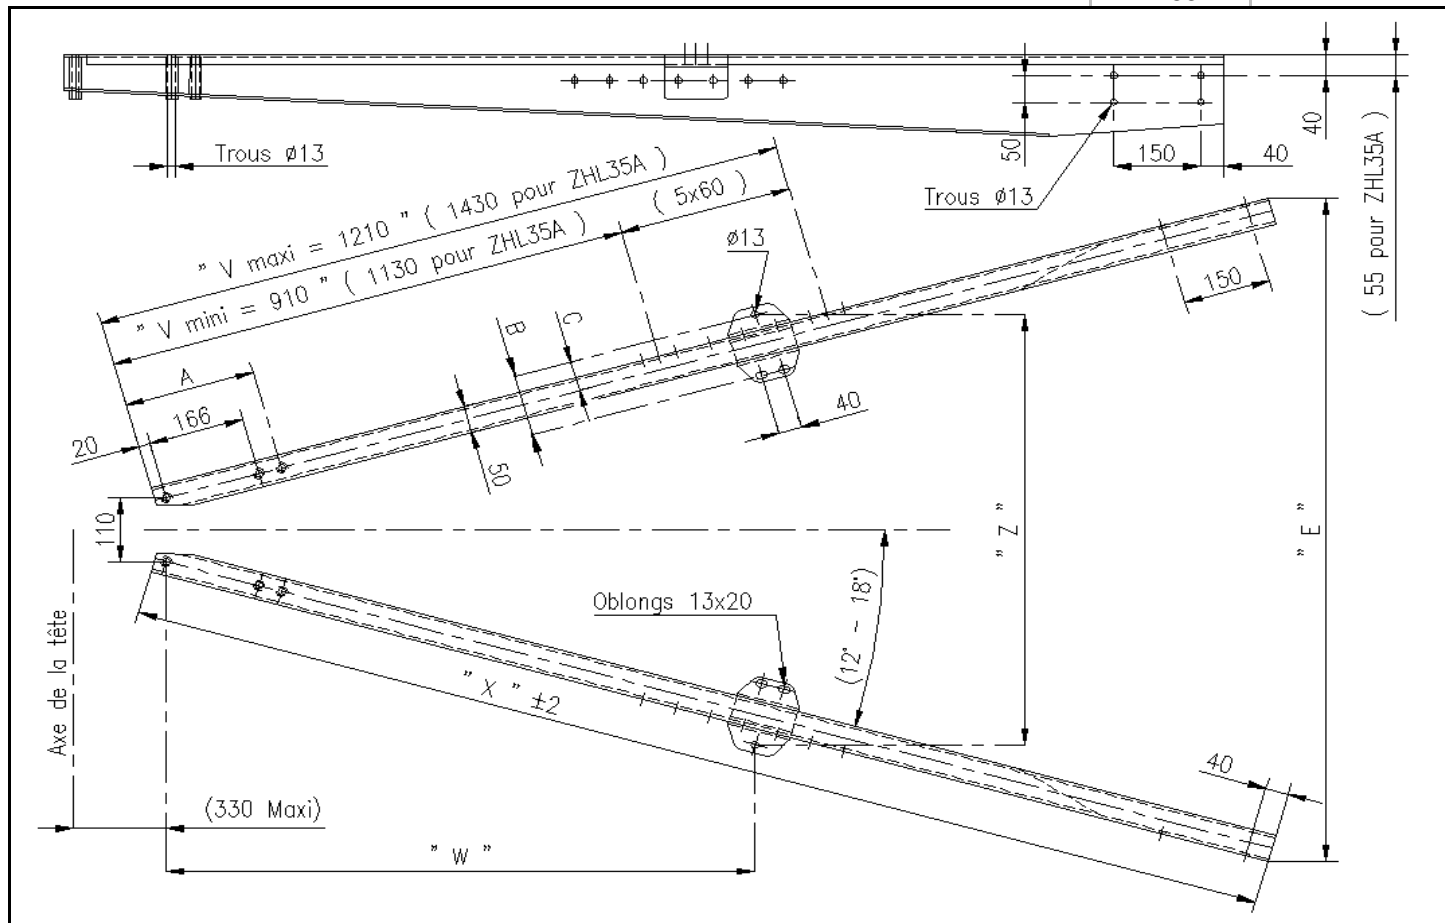 Trous ø13
50
150
40
40
( 55 pour ZHL35A )
Trous ø13
" V maxi = 1210 " ( 1430 pour ZHL35A )
( 5x60 )
" V mini = 910 " ( 1130 pour ZHL35A )
ø13
150
B
C
A
166
20
40
50
110
" Z "
" E "
(12° - 18°)
Oblongs 13x20
Axe de la tête
" X " ±2
40
(330 Maxi)
" W "